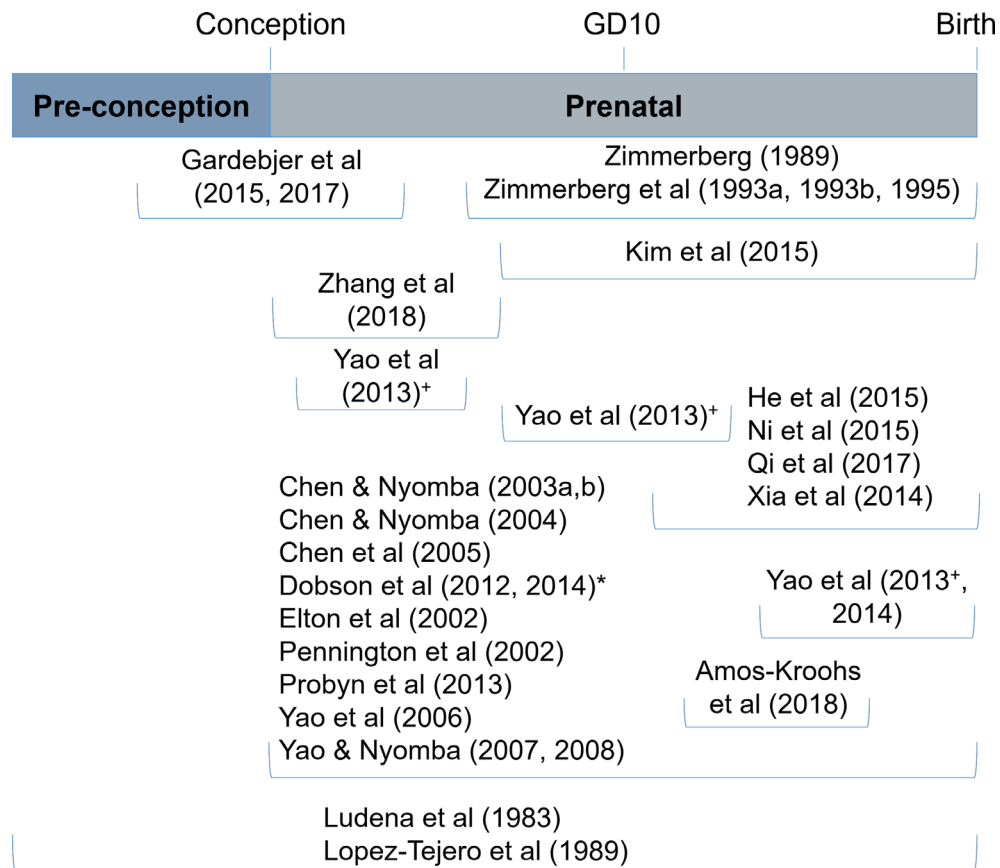 Conception GD10 Birth
Pre-conception Prenatal
Gardebjer et al
(2015, 2017)
Zimmerberg (1989)
Zimmerberg et al (1993a, 1993b, 1995)
Kim et al (2015)
Zhang et al
(2018)
Yao et al
(2013)⁺
Yao et al (2013)⁺
He et al (2015)
Ni et al (2015)
Qi et al (2017)
Xia et al (2014)
Chen & Nyomba (2003a,b)
Chen & Nyomba (2004)
Chen et al (2005)
Dobson et al (2012, 2014)*
Elton et al (2002)
Pennington et al (2002)
Probyn et al (2013)
Yao et al (2006)
Yao & Nyomba (2007, 2008)
Yao et al (2013⁺,
2014)
Amos-Kroohs
et al (2018)
Ludena et al (1983)
Lopez-Tejero et al (1989)